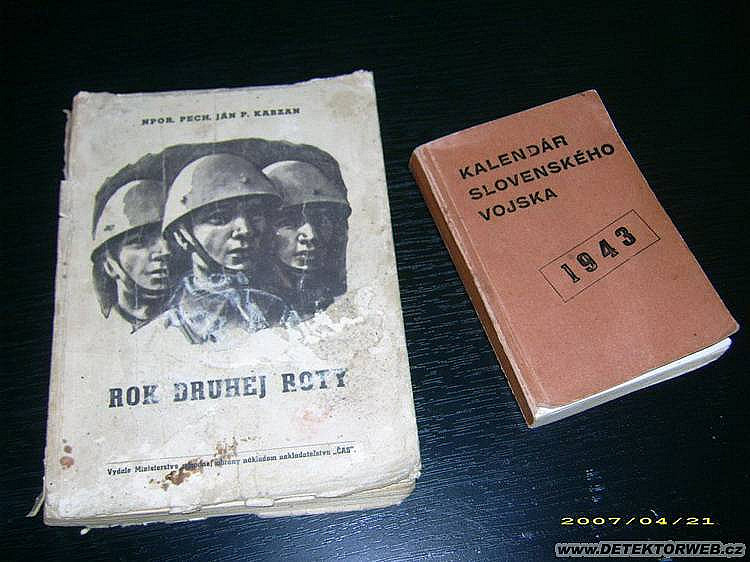 NPOR. PECH. JÁN P. KABZAN
ROK DRUHEJ ROTY
Vydalo Ministerstvo národnej obrany nákladom nakladateľstva „ČAS".
KALENDÁR
SLOVENSKÉHO
VOJSKA
1943
2007/04/21
www.DETEKTORWEB.cz